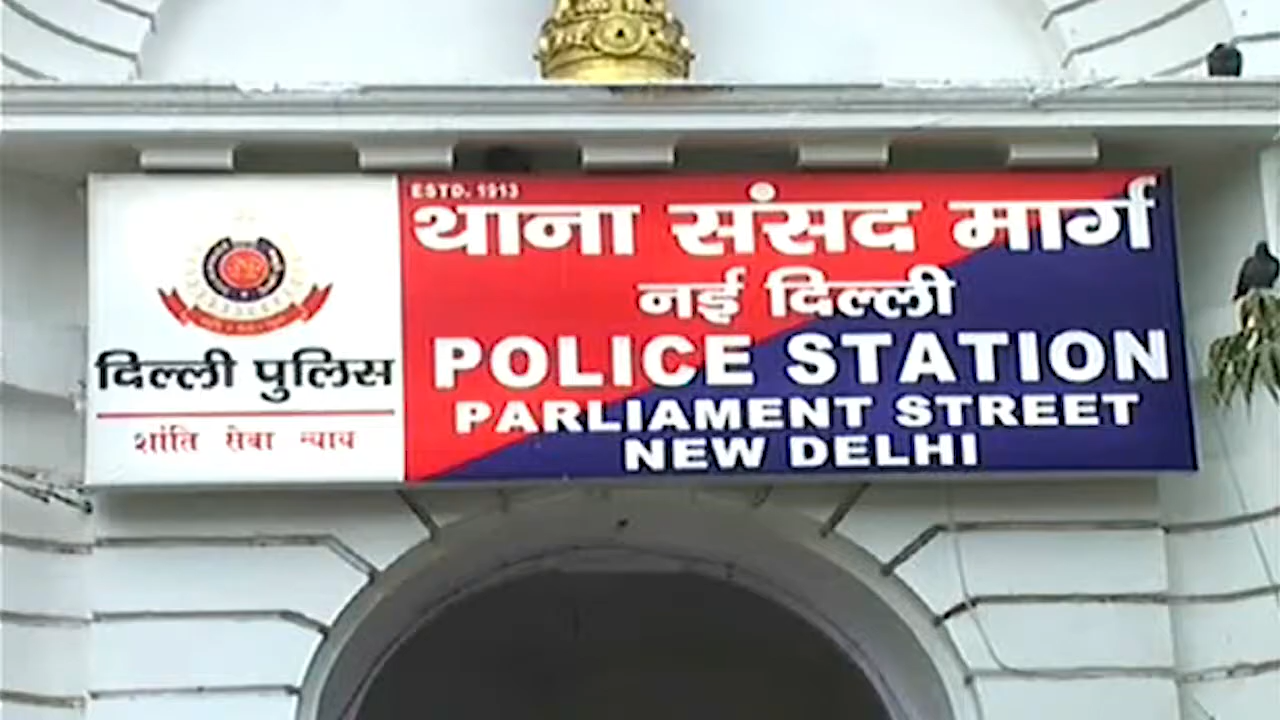 दिल्ली पुलिस
शांति सेवा न्याय
ESTD. 1913
थाना संसद मार्ग
नई दिल्ली
POLICE STATION
PARLIAMENT STREET
NEW DELHI